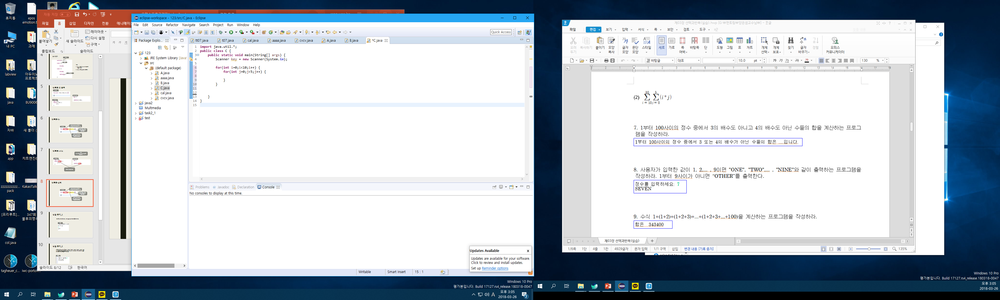 휴지통
epos
emotion.t...
내 PC
과제
labview
아두이노
프로젝트
java
BU9006
자바
새 폴더 (
app
치트엔진6
zzzzzzzzzz...
pack
KakaoTalk
[프리루트]...
347회
불후의명곡
col.java
tagheuer_c...
iwc-portof...
자동 저장
파일
홈
삽입
디자인
전환
애니메이션
붙여넣기
새 슬라이드
레이아웃
다시 설정
구역
클립보드
슬라이드
4
5
6
7
8
9
10
슬라이드 8/12
한국어
eclipse-workspace - 123/src/C.java - Eclipse
File Edit Source Refactor Navigate Search Project Run Window Help
Quick Access
Package Explo...
tt07.java t07.java cal.java aaaa.java cvcv.java A.java B.java *C.java
123
JRE System Library [JavaS
src
(default package)
A.java
aaaa.java
B.java
C.java
cal.java
cvcv.java
java2
Multmedia
task2_1
test
1 import java.util.*;
2 public class C {
3 public static void main(String[] args) {
4 Scanner key = new Scanner(System.in);
5
6 for(int i=0;i<10;i++) {
7 for(int j=0;j<5;j++) {
8
9 }
10 }
11
12
13 }
14 }
15
Problems Javadoc Declaration Console
No consoles to display at this time.
Updates Available
Updates are available for your software.
Click to review and install updates.
Set up Reminder options
Writable Smart Insert 15 : 1
Windows 10 Pro
평가본입니다. Build 17127.rs4_release.180318-0047
오후 3:05
2018-03-26
제03장 선택과반복(실습).hwp [G:₩멘토링₩양은샘교수님₩] - 한글
파일 편집 보기 입력 서식 쪽 보안 검토 도구
오려
두기
복사하기
붙이기
모양
복사
글자
모양
문단
모양
스타일
세로
가로
쪽
여백
바탕쪽
단
도형
그림
표
차트
개체
선택
개체
보호
찾기
글자
바꾸기
정렬
오피스
커뮤니케이터
바탕글 대표 10.0 pt 가 가 가 가 가 130 %
(2) 30∑i = 10 5∑j = 0 (i * j)
7. 1부터 100사이의 정수 중에서 3의 배수도 아니고 4의 배수도 아닌 수들의 합을 계산하는 프로그
램을 작성하라.
1부터 100사이의 정수 중에서 3 또는 4의 배수가 아닌 수들의 합은 ....입니다.
8. 사용자가 입력한 값이 1, 2,... , 9이면 "ONE", "TWO",... , "NINE"와 같이 출력하는 프로그램을
작성하라. 1부터 9사이가 아니면 “OTHER”를 출력한다.
정수를 입력하세요: 7
SEVEN
9. 수식 1+(1+2)+(1+2+3)+...+(1+2+3+...+100)을 계산하는 프로그램을 작성하라.
합은 343400
제03장 선택과반복(실습)
1/6쪽 1단 4줄 1칸 4929글자 문자 입력 1/1 구역 삽입 변경 내용 [기록 중지] 135%
Windows 10 Pro
평가본입니다. Build 17127.rs4_release.180318-0047
오후 3:05
2018-03-26